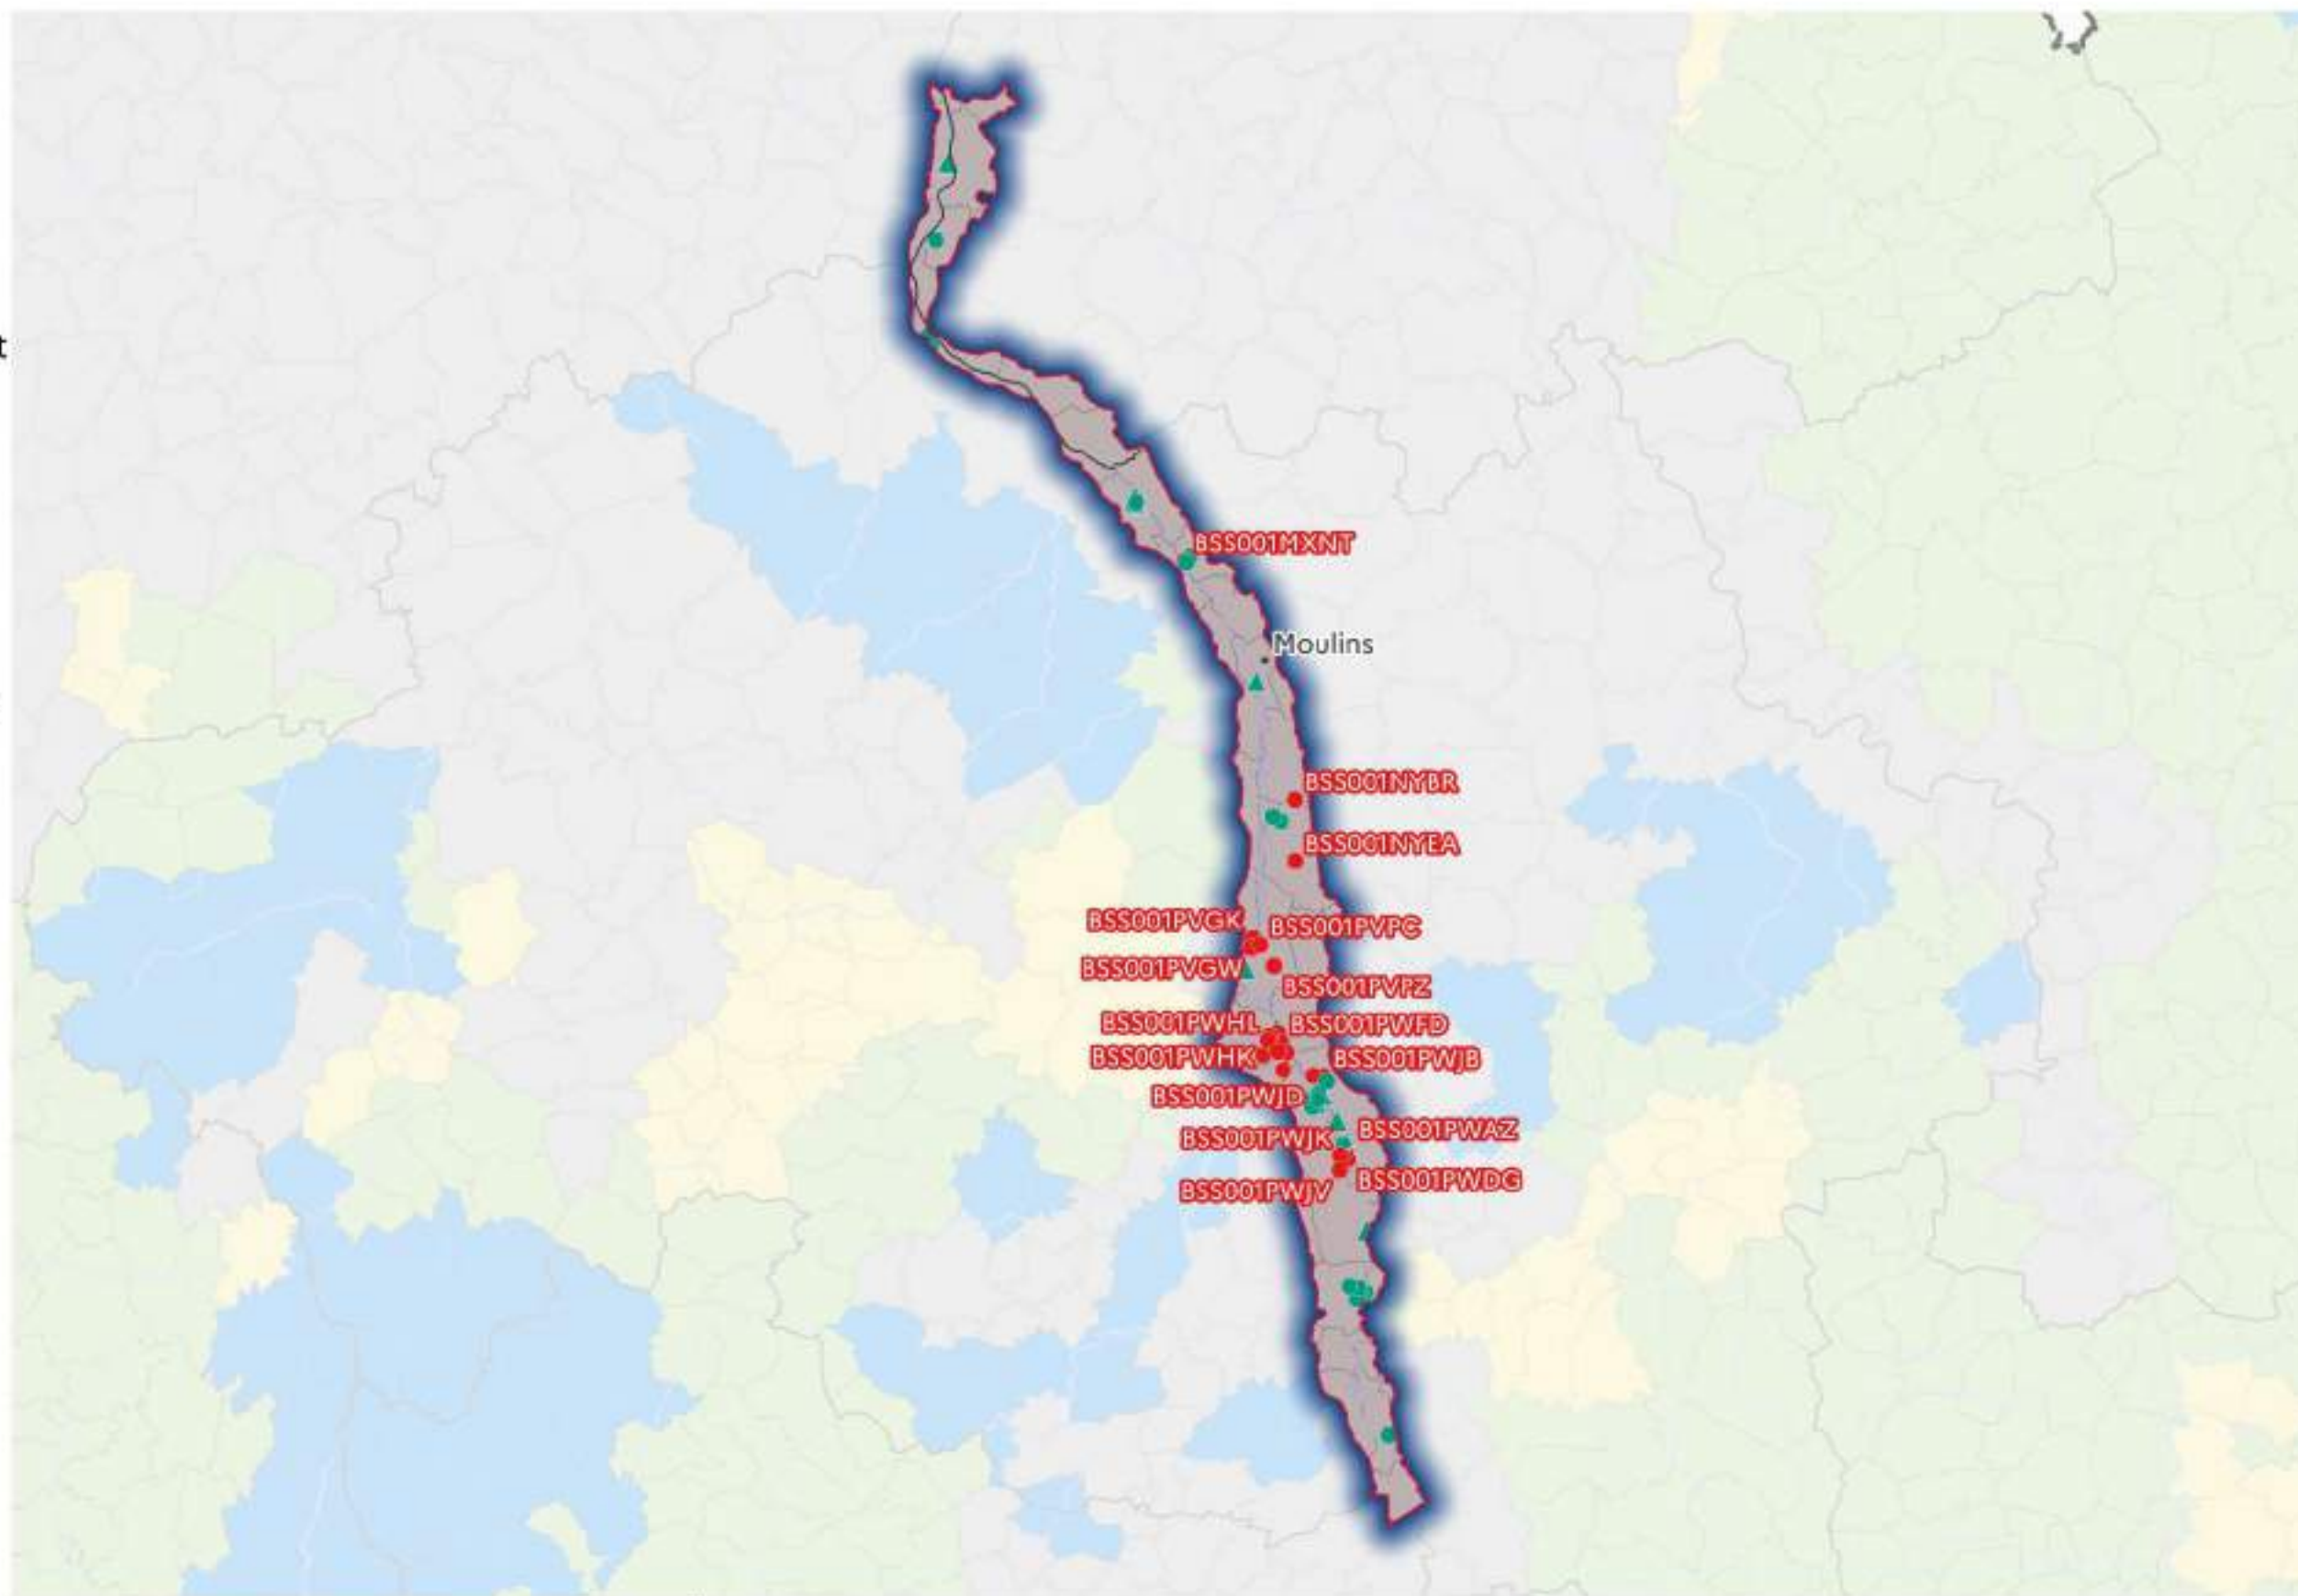 t
BSS001MXNT
Moulins
BSS001NYBR
BSS001NYEA
BSS001PVGK
BSS001PVPC
BSS001PVGW
BSS001PVPZ
BSS001PWHL
BSS001PWFD
BSS001PWHK
BSS001PWJB
BSS001PWJD
BSS001PWAZ
BSS001PWJK
BSS001PWDG
BSS001PWJV